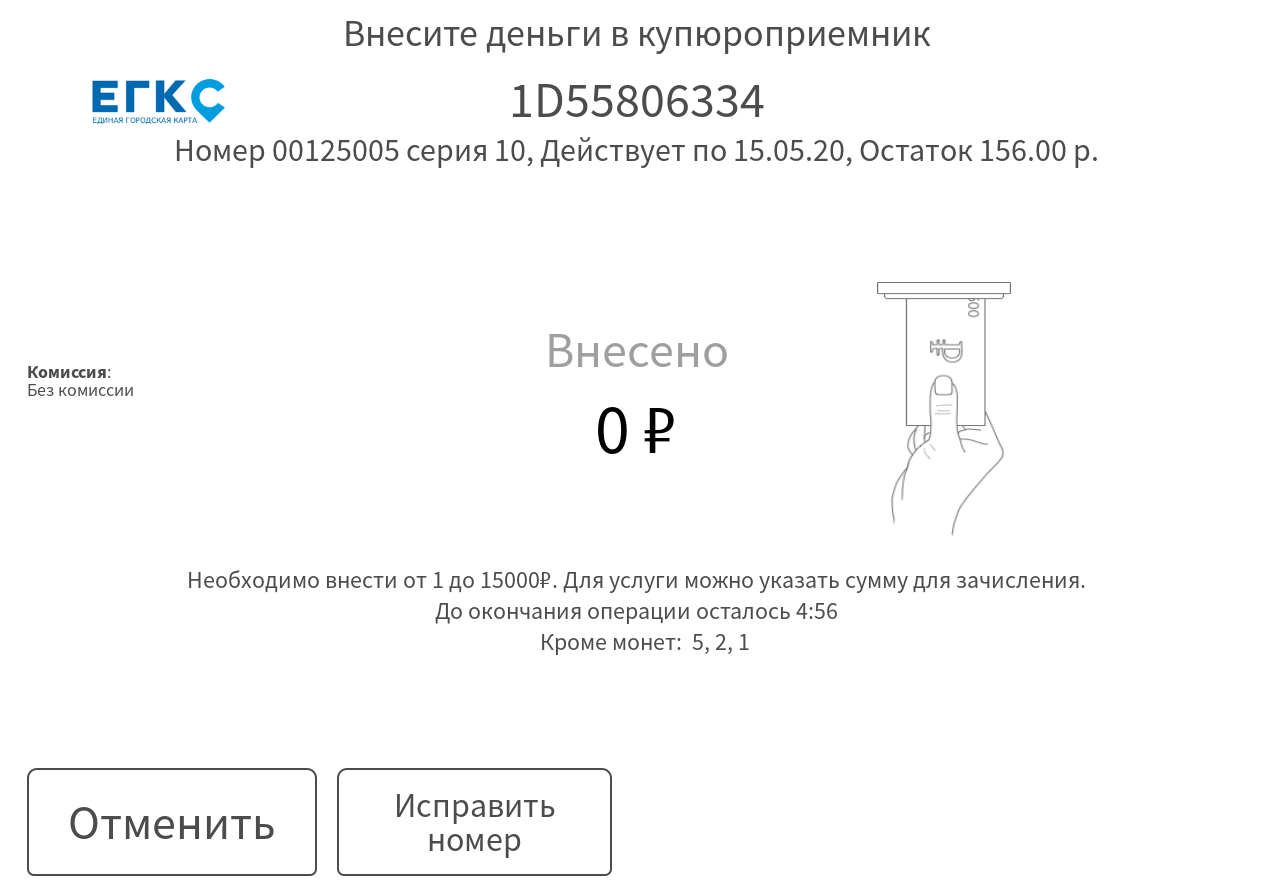 Внесите деньги в купюроприемник
ЕГКС
ЕДИНАЯ ГОРОДСКАЯ КАРТА
1D55806334
Номер 00125005 серия 10, Действует по 15.05.20, Остаток 156.00 р.
Комиссия:
Без комиссии
Внесено
0 ₽
Необходимо внести от 1 до 15000₽. Для услуги можно указать сумму для зачисления.
До окончания операции осталось 4:56
Кроме монет: 5, 2, 1
Отменить
Исправить
номер